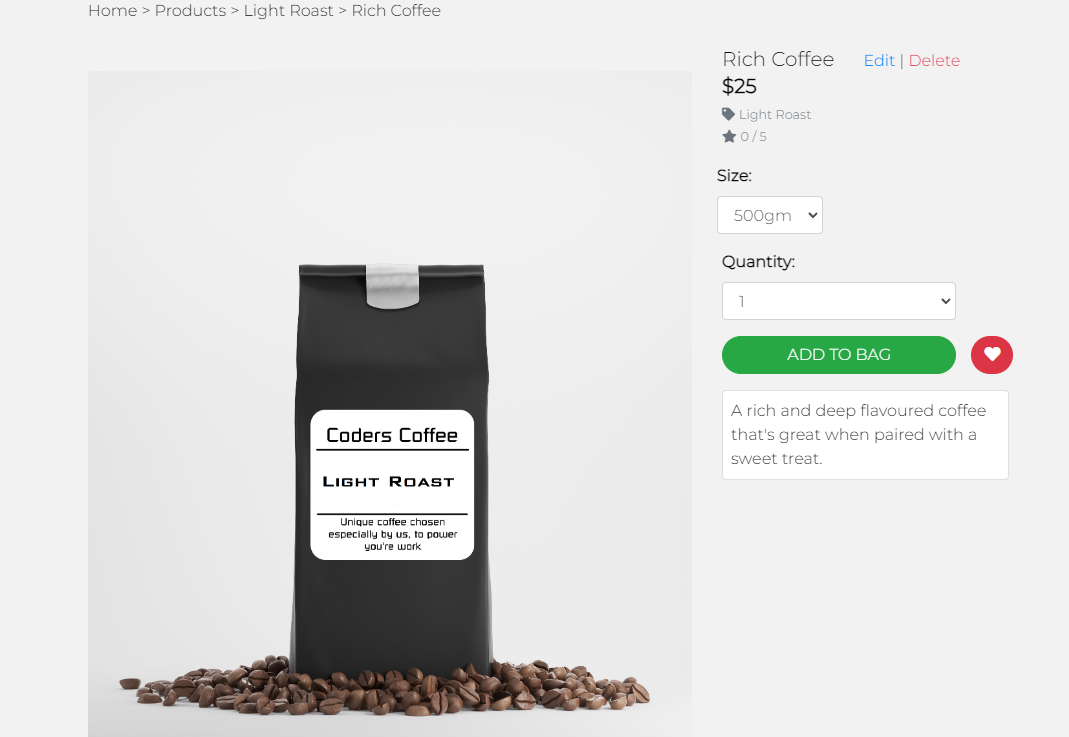 Home > Products > Light Roast > Rich Coffee
Rich Coffee Edit | Delete
$25
Light Roast
0 / 5
Size:
500gm
Quantity:
1
ADD TO BAG
A rich and deep flavoured coffee
that's great when paired with a
sweet treat.
Coders Coffee
Light Roast
Unique coffee chosen
especially by us, to power
you're work